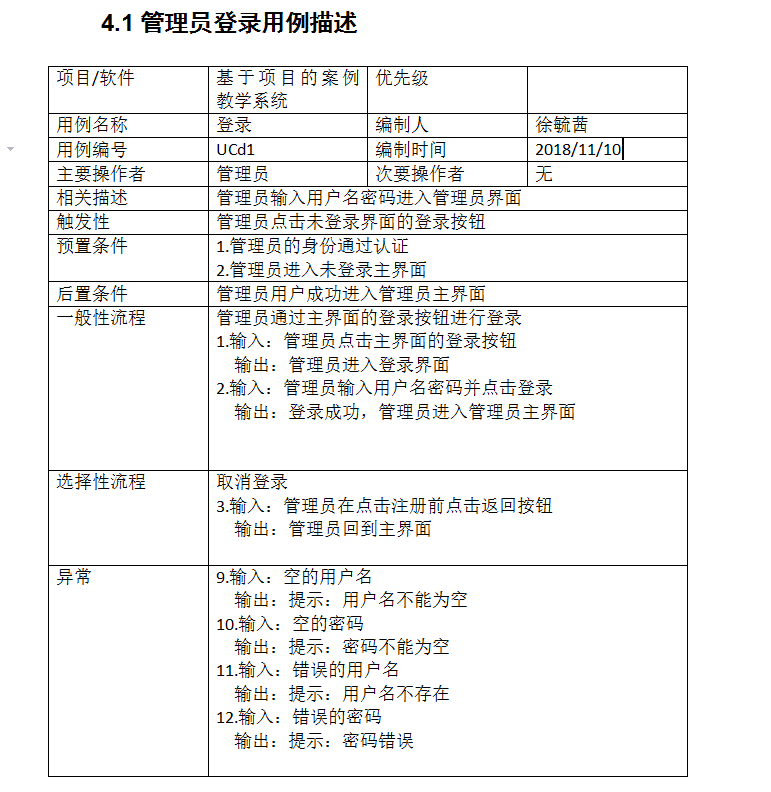 4.1 管理员登录用例描述
项目/软件 基于项目的案例 优先级
教学系统
用例名称 登录 编制人 徐毓茜
用例编号 UCd1 编制时间 2018/11/10
主要操作者 管理员 次要操作者 无
相关描述 管理员输入用户名密码进入管理员界面
触发性 管理员点击未登录界面的登录按钮
预置条件 1.管理员的身份通过认证
2.管理员进入未登录主界面
后置条件 管理员用户成功进入管理员主界面
一般性流程 管理员通过主界面的登录按钮进行登录
1.输入：管理员点击主界面的登录按钮
输出：管理员进入登录界面
2.输入：管理员输入用户名密码并点击登录
输出：登录成功，管理员进入管理员主界面
选择性流程 取消登录
3.输入：管理员在点击注册前点击返回按钮
输出：管理员回到主界面
异常 9.输入：空的用户名
输出：提示：用户名不能为空
10.输入：空的密码
输出：提示：密码不能为空
11.输入：错误的用户名
输出：提示：用户名不存在
12.输入：错误的密码
输出：提示：密码错误